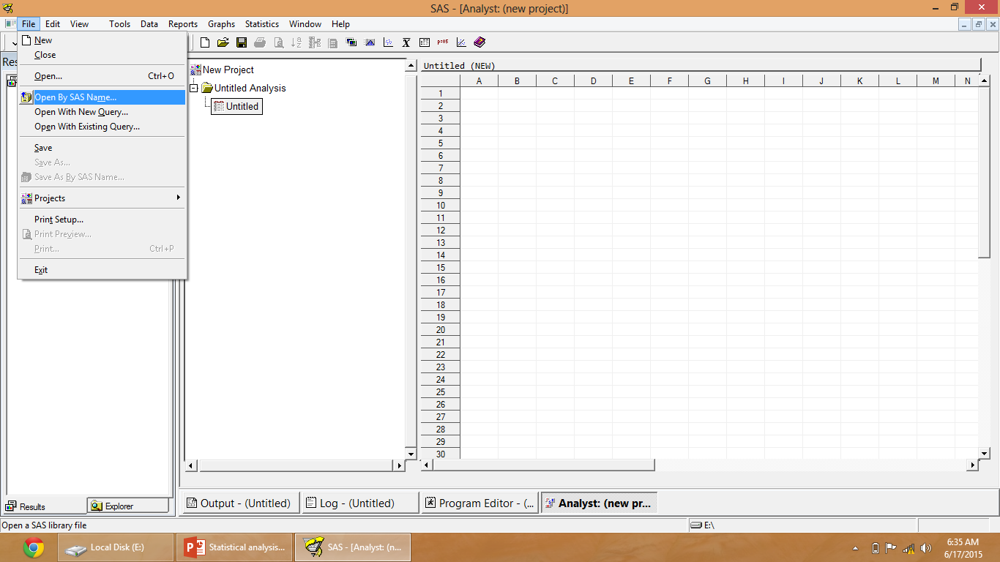 SAS - [Analyst: (new project)]
File Edit View Tools Data Reports Graphs Statistics Window Help
New
Close
Open... Ctrl+O
Open By SAS Name...
Open With New Query...
Open With Existing Query...
Save
Save As...
Save As By SAS Name...
Projects
Print Setup...
Print Preview...
Print... Ctrl+P
Exit
p=05
Res
New Project
Untitled Analysis
Untitled
Untitled (NEW)
A B C D E F G H I J K L M N
1
2
3
4
5
6
7
8
9
10
11
12
13
14
15
16
17
18
19
20
21
22
23
24
25
26
27
28
29
30
Results Explorer
Output - (Untitled) Log - (Untitled) Program Editor - (... Analyst: (new pr...
Open a SAS library file E:\
Local Disk (E:) Statistical analysis... SAS - [Analyst: (n...
6:35 AM
6/17/2015